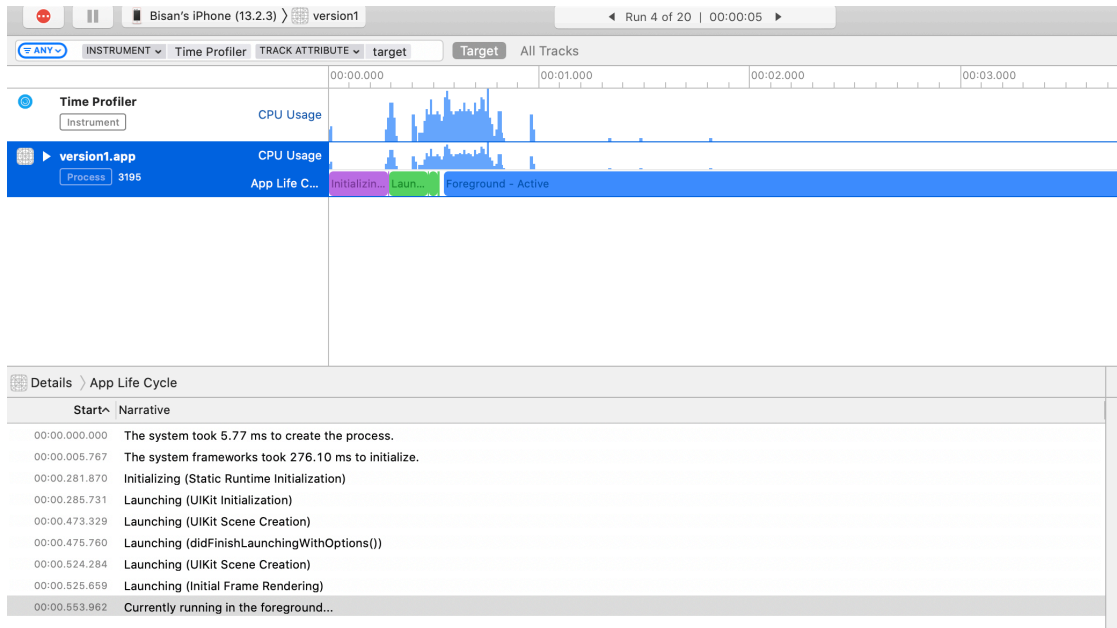 Bisan's iPhone (13.2.3) 〉 version1
Run 4 of 20 | 00:00:05
ANY INSTRUMENT Time Profiler TRACK ATTRIBUTE target Target All Tracks
00:00.000 00:01.000 00:02.000 00:03.000
Time Profiler
Instrument
CPU Usage
version1.app
Process 3195
CPU Usage
App Life C...
Initializin... Laun... Foreground - Active
Details 〉 App Life Cycle
Start Narrative
00:00.000.000 The system took 5.77 ms to create the process.
00:00.005.767 The system frameworks took 276.10 ms to initialize.
00:00.281.870 Initializing (Static Runtime Initialization)
00:00.285.731 Launching (UIKit Initialization)
00:00.473.329 Launching (UIKit Scene Creation)
00:00.475.760 Launching (didFinishLaunchingWithOptions())
00:00.524.284 Launching (UIKit Scene Creation)
00:00.525.659 Launching (Initial Frame Rendering)
00:00.553.962 Currently running in the foreground...